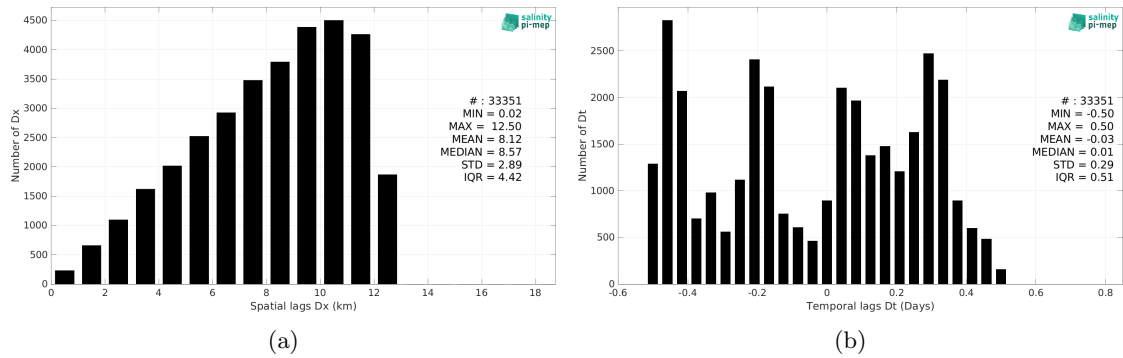 salinity
pi-mep
4500
4000
3500
3000
2500
2000
1500
1000
500
0
Number of Dx
# : 33351
MIN = 0.02
MAX = 12.50
MEAN = 8.12
MEDIAN = 8.57
STD = 2.89
IQR = 4.42
0 2 4 6 8 10 12 14 16 18
Spatial lags Dx (km)
(a)
salinity
pi-mep
2500
2000
1500
1000
500
0
Number of Dt
# : 33351
MIN = -0.50
MAX = 0.50
MEAN = -0.03
MEDIAN = 0.01
STD = 0.29
IQR = 0.51
-0.6 -0.4 -0.2 0 0.2 0.4 0.6 0.8
Temporal lags Dt (Days)
(b)